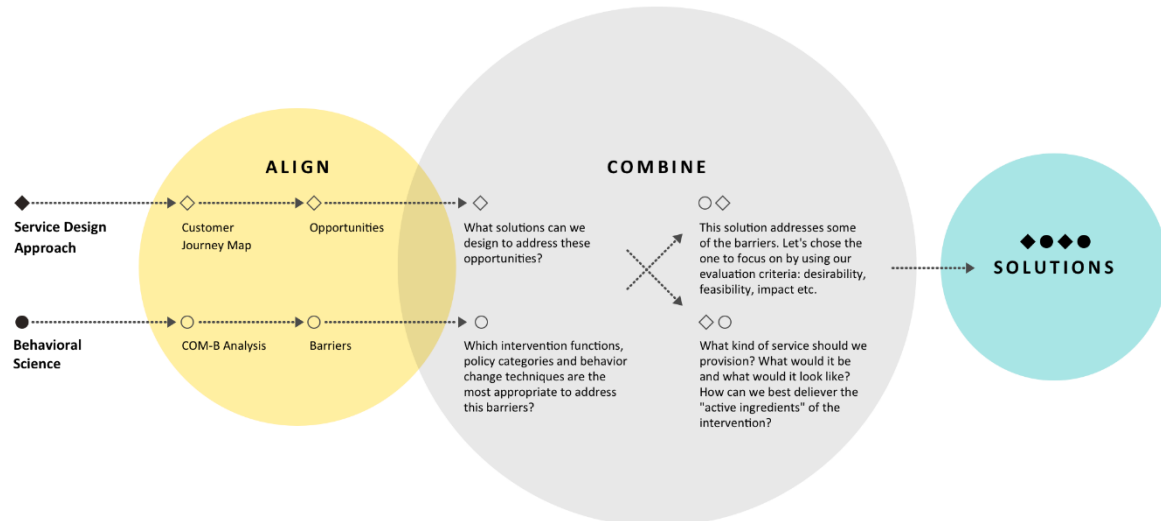 ALIGN
COMBINE
Service Design
Approach
Customer
Journey Map
Opportunities
What solutions can we
design to address these
opportunities?
This solution addresses some
of the barriers. Let's chose the
one to focus on by using our
evaluation criteria: desirability,
feasibility, impact etc.
SOLUTIONS
Behavioral
Science
COM-B Analysis
Barriers
Which intervention functions,
policy categories and behavior
change techniques are the
most appropriate to address
this barriers?
What kind of service should we
provision? What would it be
and what would it look like?
How can we best deliever the
"active ingredients" of the
intervention?